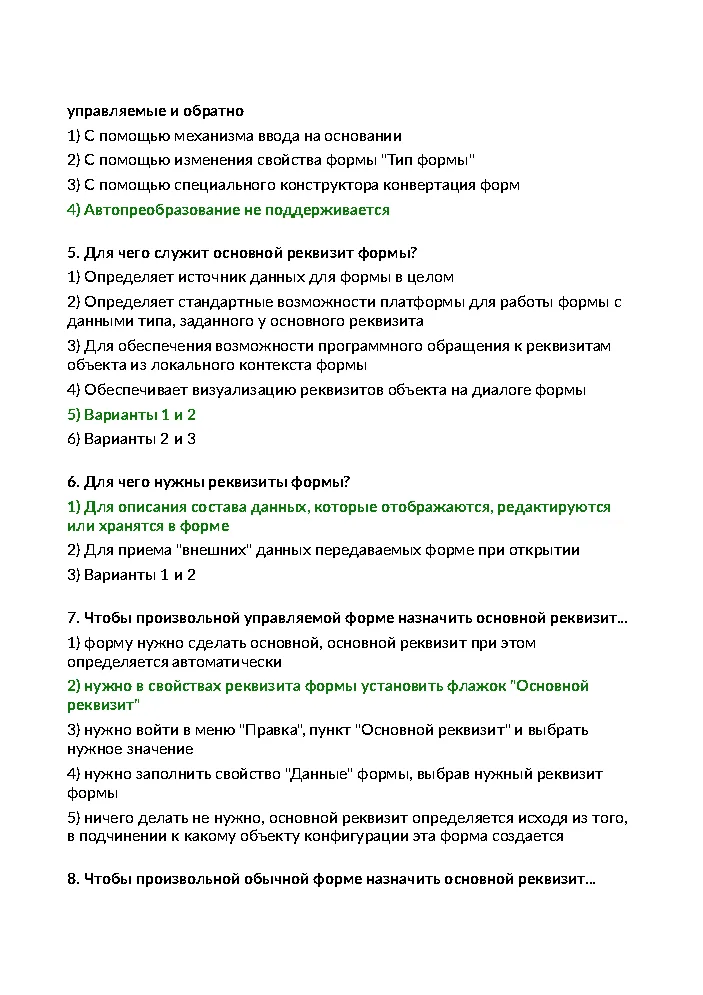 управляемые и обратно
1) С помощью механизма ввода на основании
2) С помощью изменения свойства формы "Тип формы"
3) С помощью специального конструктора конвертация форм
4) Автопреобразование не поддерживается
5. Для чего служит основной реквизит формы?
1) Определяет источник данных для формы в целом
2) Определяет стандартные возможности платформы для работы формы с
данными типа, заданного у основного реквизита
3) Для обеспечения возможности программного обращения к реквизитам
объекта из локального контекста формы
4) Обеспечивает визуализацию реквизитов объекта на диалоге формы
5) Варианты 1 и 2
6) Варианты 2 и 3
6. Для чего нужны реквизиты формы?
1) Для описания состава данных, которые отображаются, редактируются
или хранятся в форме
2) Для приема "внешних" данных передаваемых форме при открытии
3) Варианты 1 и 2
7. Чтобы произвольной управляемой форме назначить основной реквизит...
1) форму нужно сделать основной, основной реквизит при этом
определяется автоматически
2) нужно в свойствах реквизита формы установить флажок "Основной
реквизит"
3) нужно войти в меню "Правка", пункт "Основной реквизит" и выбрать
нужное значение
4) нужно заполнить свойство "Данные" формы, выбрав нужный реквизит
формы
5) ничего делать не нужно, основной реквизит определяется исходя из того,
в подчинении к какому объекту конфигурации эта форма создается
8. Чтобы произвольной обычной форме назначить основной реквизит...